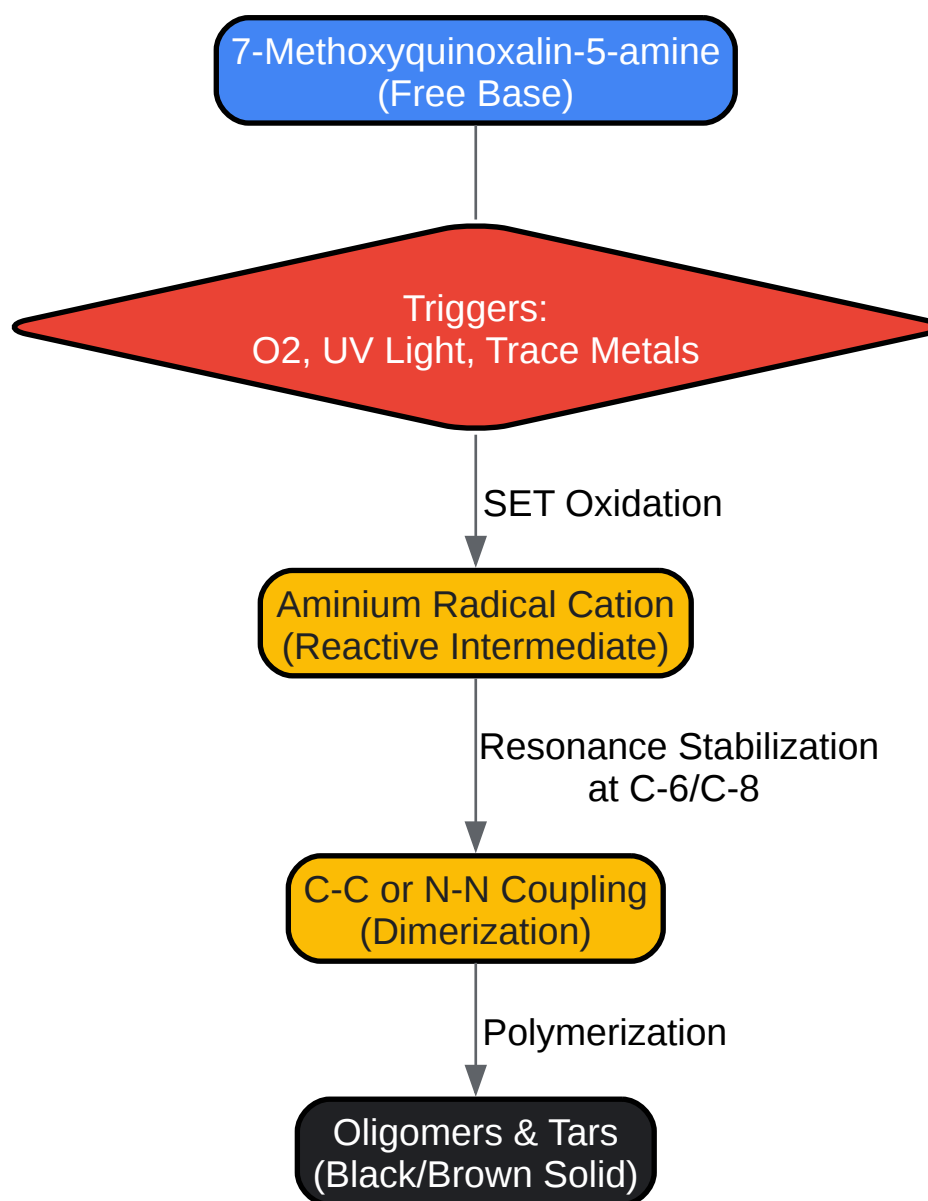 7-Methoxyquinoxalin-5-amine
(Free Base)
Triggers:
O2, UV Light, Trace Metals
SET Oxidation
Aminium Radical Cation
(Reactive Intermediate)
Resonance Stabilization
at C-6/C-8
C-C or N-N Coupling
(Dimerization)
Polymerization
Oligomers & Tars
(Black/Brown Solid)